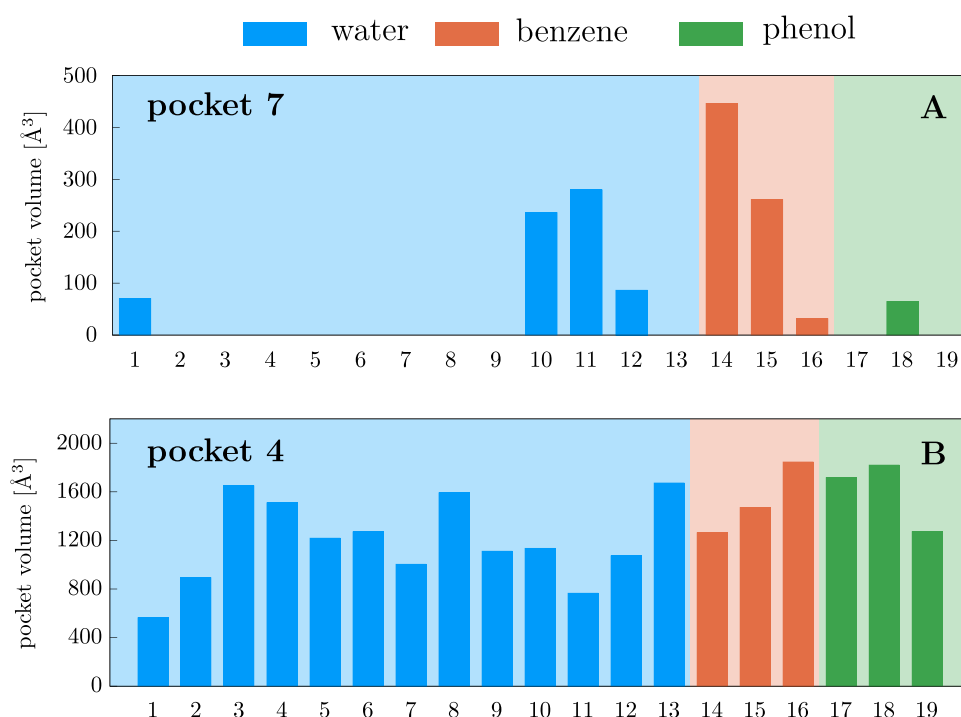 water benzene phenol
pocket 7 A
pocket volume [Å³]
500
400
300
200
100
0
1 2 3 4 5 6 7 8 9 10 11 12 13 14 15 16 17 18 19
pocket 4 B
pocket volume [Å³]
2000
1600
1200
800
400
0
1 2 3 4 5 6 7 8 9 10 11 12 13 14 15 16 17 18 19